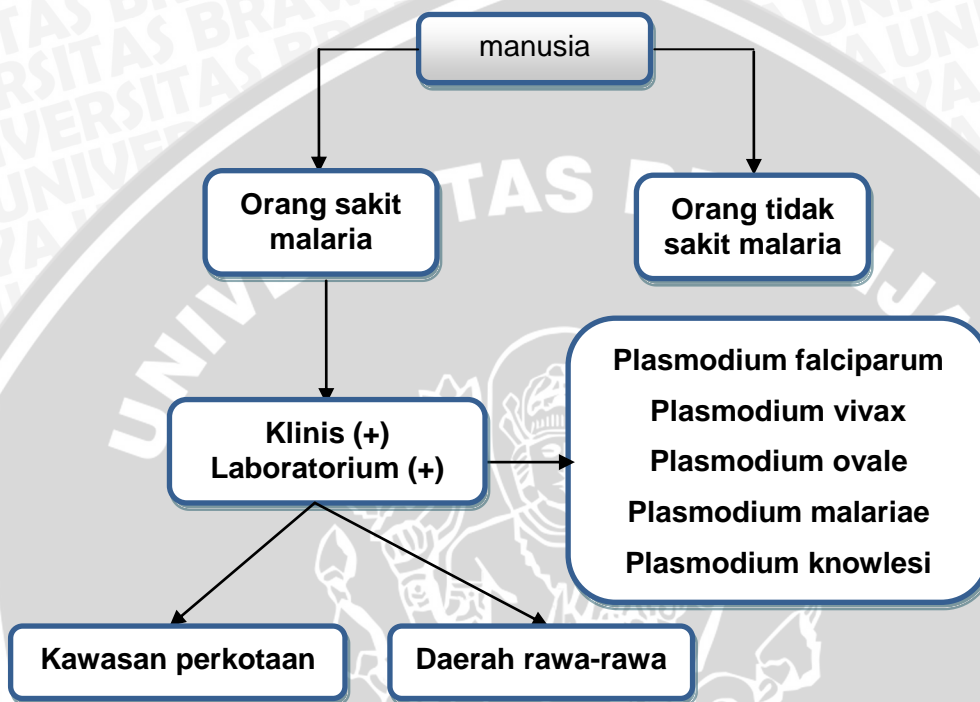 manusia
Orang sakit
malaria
Orang tidak
sakit malaria
Klinis (+)
Laboratorium (+)
Plasmodium falciparum
Plasmodium vivax
Plasmodium ovale
Plasmodium malariae
Plasmodium knowlesi
Kawasan perkotaan
Daerah rawa-rawa